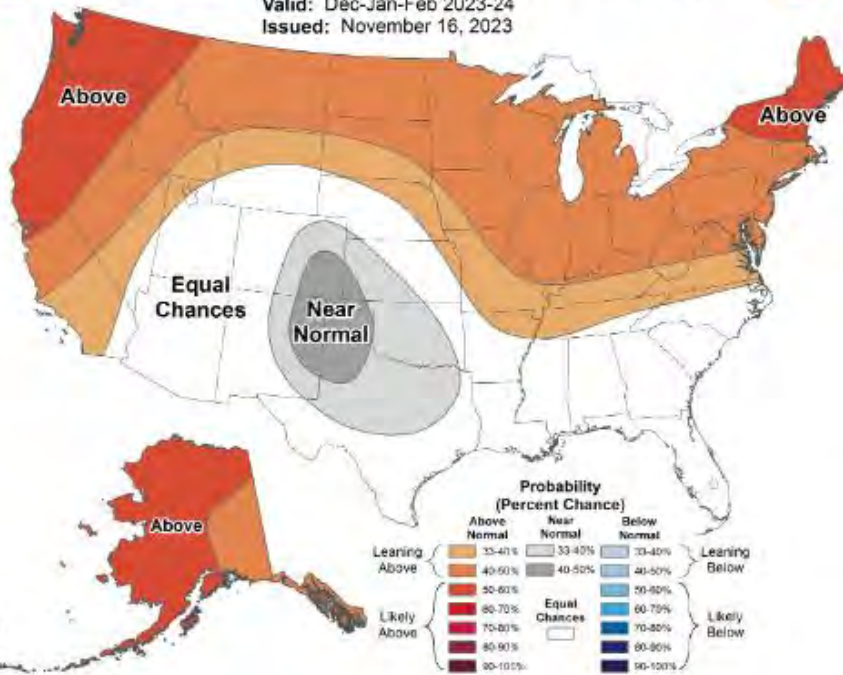 Valid: Dec-Jan-Feb 2023-24
Issued: November 16, 2023
Above
Above
Equal
Chances
Near
Normal
Above
Probability
(Percent Chance)
Above
Normal
Near
Normal
Below
Normal
Leaning
Above
33-40%
33-40%
33-40%
Leaning
Below
40-50%
40-50%
40-50%
Likely
Above
50-60%
50-60%
Likely
Below
60-70%
60-70%
70-80%
70-80%
80-90%
80-90%
90-100%
90-100%
Equal
Chances